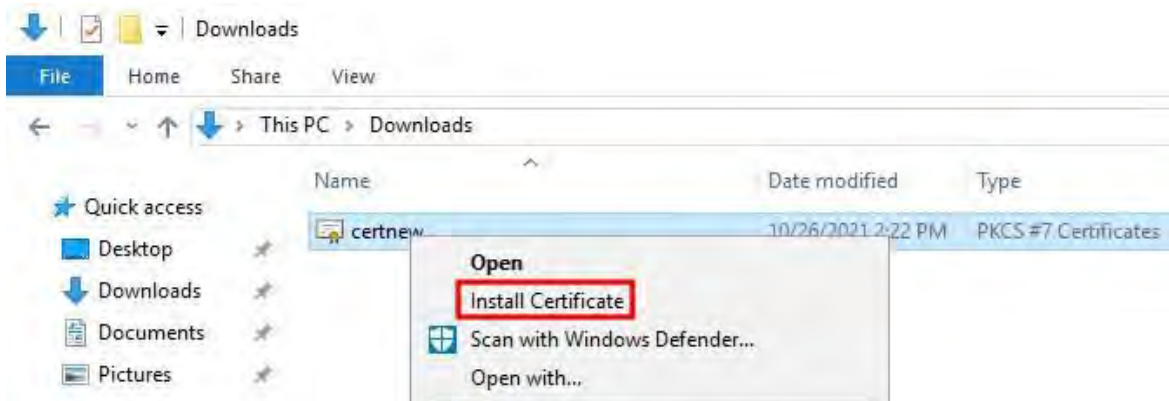 Downloads
File Home Share View
This PC > Downloads
Name Date modified Type
Quick access
certnew 10/26/2021 2:22 PM PKCS #7 Certificates
Desktop
Open
Downloads
Install Certificate
Documents
Scan with Windows Defender...
Pictures
Open with...